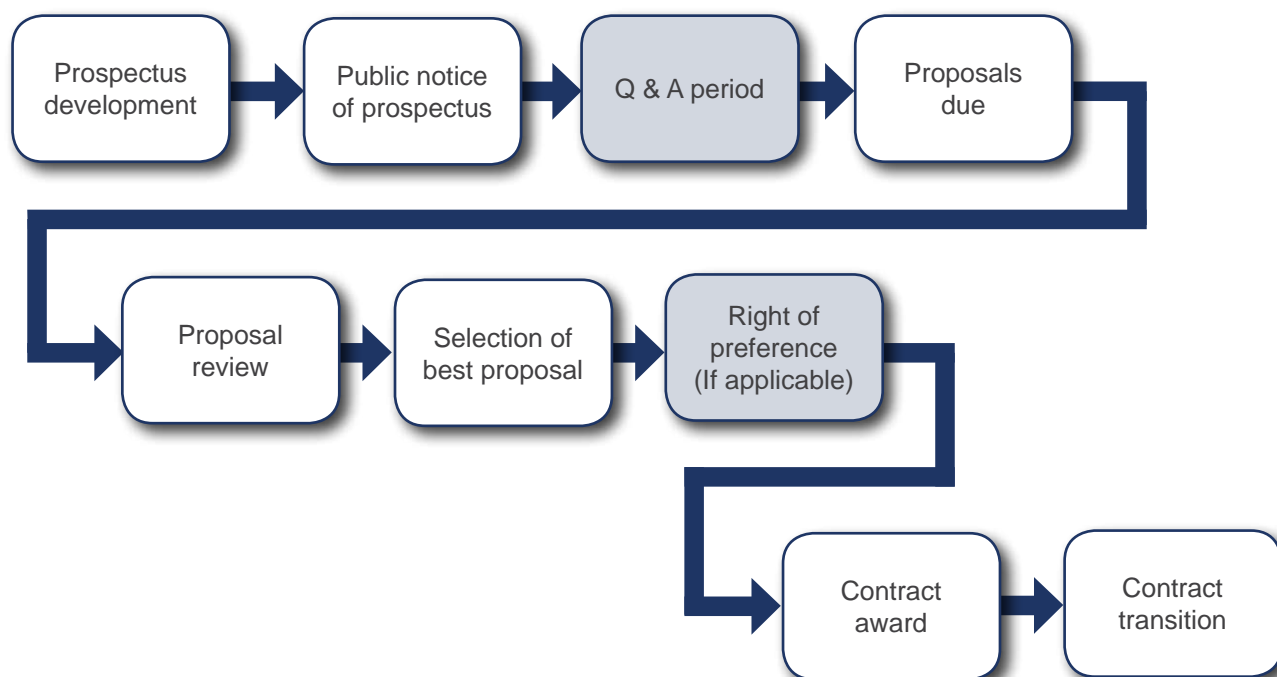 Prospectus
development
Public notice
of prospectus
Q & A period
Proposals
due
Proposal
review
Selection of
best proposal
Right of
preference
(If applicable)
Contract
award
Contract
transition